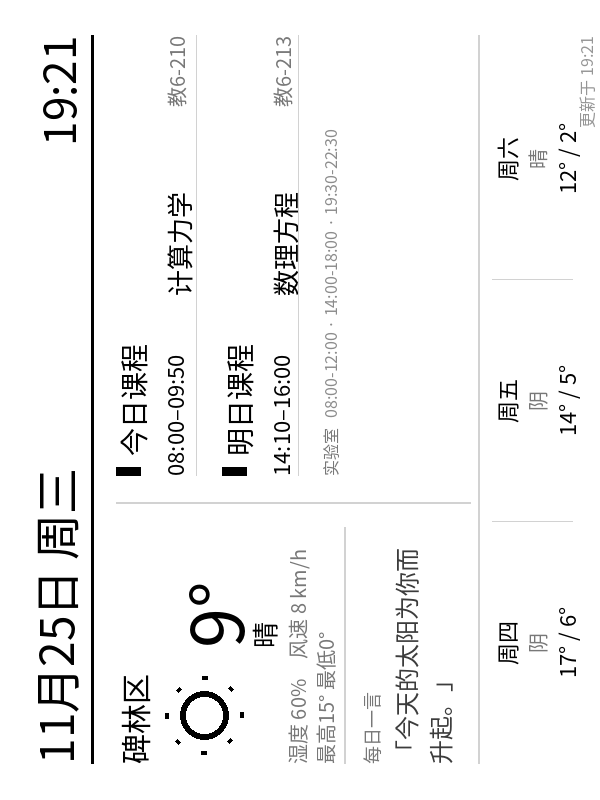 11月25日 周三
19:21
碑林区
9°
晴
湿度 60% 风速 8 km/h
最高15° 最低0°
每日一言
「今天的太阳为你而
升起。」
今日课程
08:00–09:50 计算力学 教6-210
明日课程
14:10–16:00 数理方程 教6-213
实验室 08:00-12:00 · 14:00-18:00 · 19:30-22:30
周四
阴
17° / 6°
周五
阴
14° / 5°
周六
晴
12° / 2°
更新于 19:21